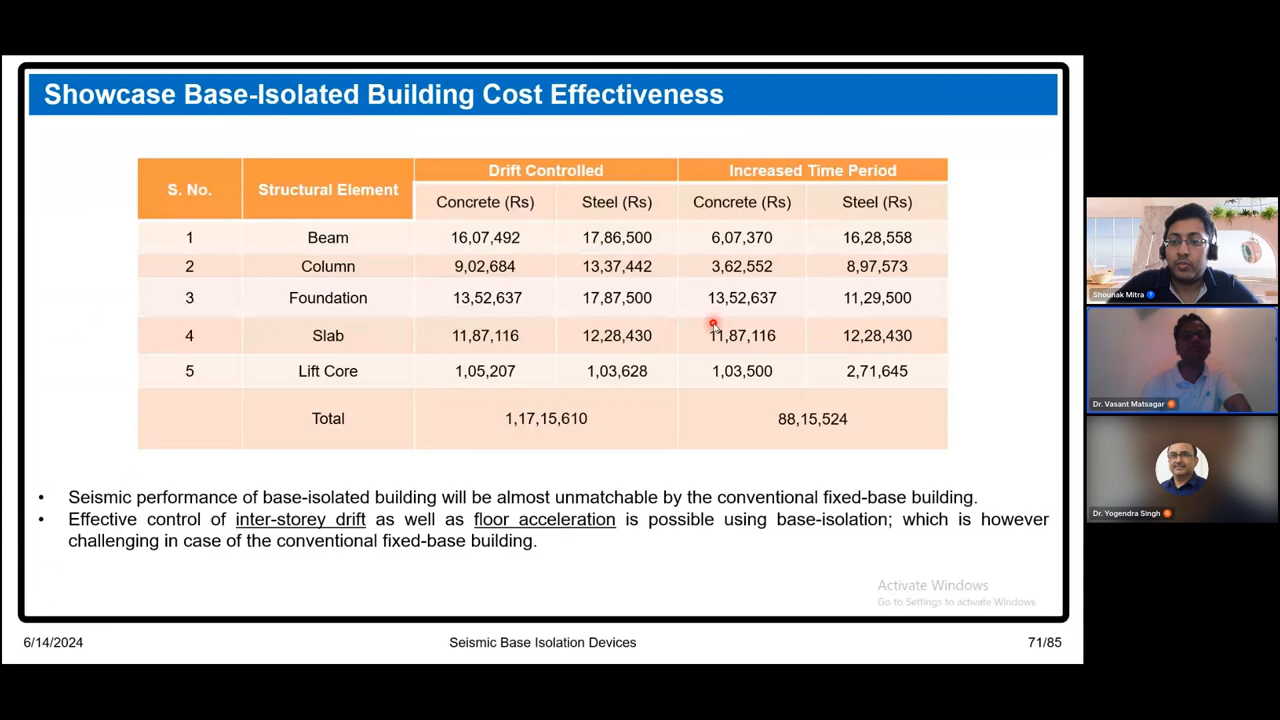 Showcase Base-Isolated Building Cost Effectiveness
S. No. Structural Element Drift Controlled Increased Time Period
Concrete (Rs) Steel (Rs) Concrete (Rs) Steel (Rs)
1 Beam 16,07,492 17,86,500 6,07,370 16,28,558
2 Column 9,02,684 13,37,442 3,62,552 8,97,573
3 Foundation 13,52,637 17,87,500 13,52,637 11,29,500
4 Slab 11,87,116 12,28,430 11,87,116 12,28,430
5 Lift Core 1,05,207 1,03,628 1,03,500 2,71,645
Total 1,17,15,610 88,15,524
• Seismic performance of base-isolated building will be almost unmatchable by the conventional fixed-base building.
• Effective control of inter-storey drift as well as floor acceleration is possible using base-isolation; which is however
challenging in case of the conventional fixed-base building.
Activate Windows
Go to Settings to activate Windows.
6/14/2024 Seismic Base Isolation Devices 71/85
Shounak Mitra
Dr. Vasant Matsagar
Dr. Yogendra Singh